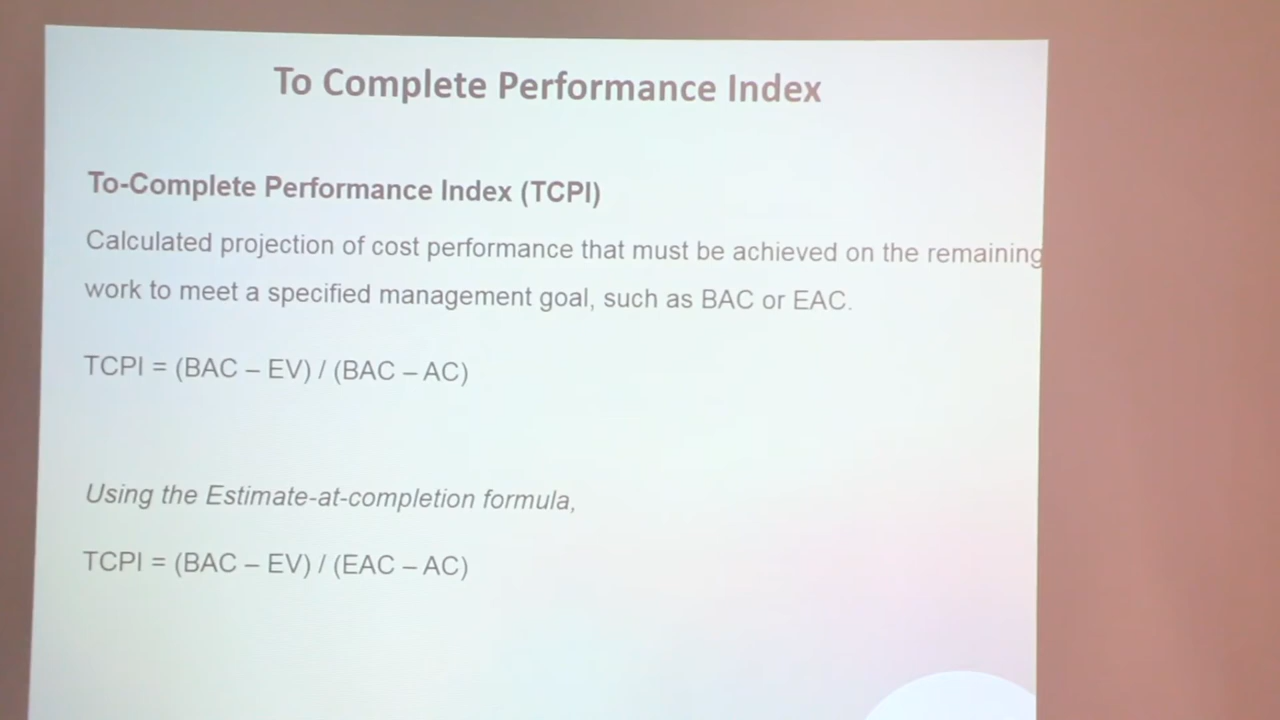 To Complete Performance Index
To-Complete Performance Index (TCPI)
Calculated projection of cost performance that must be achieved on the remaining
work to meet a specified management goal, such as BAC or EAC.
TCPI = (BAC – EV) / (BAC – AC)
Using the Estimate-at-completion formula,
TCPI = (BAC – EV) / (EAC – AC)